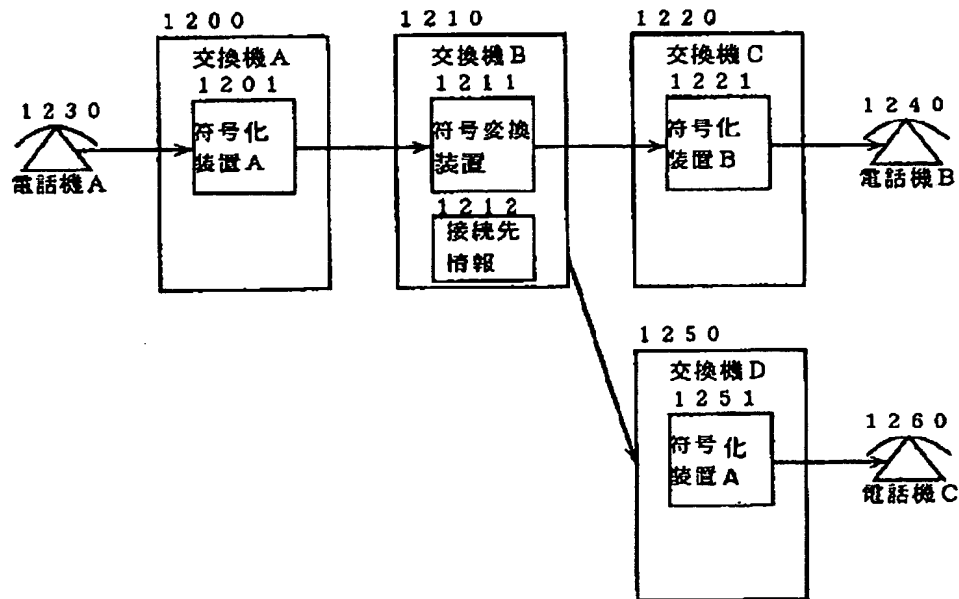 1200
交換機A
1201
符号化
装置A
1210
交換機B
1211
符号変換
装置
1212
接続先
情報
1220
交換機C
1221
符号化
装置B
1230
電話機A
1240
電話機B
1250
交換機D
1251
符号化
装置A
1260
電話機C